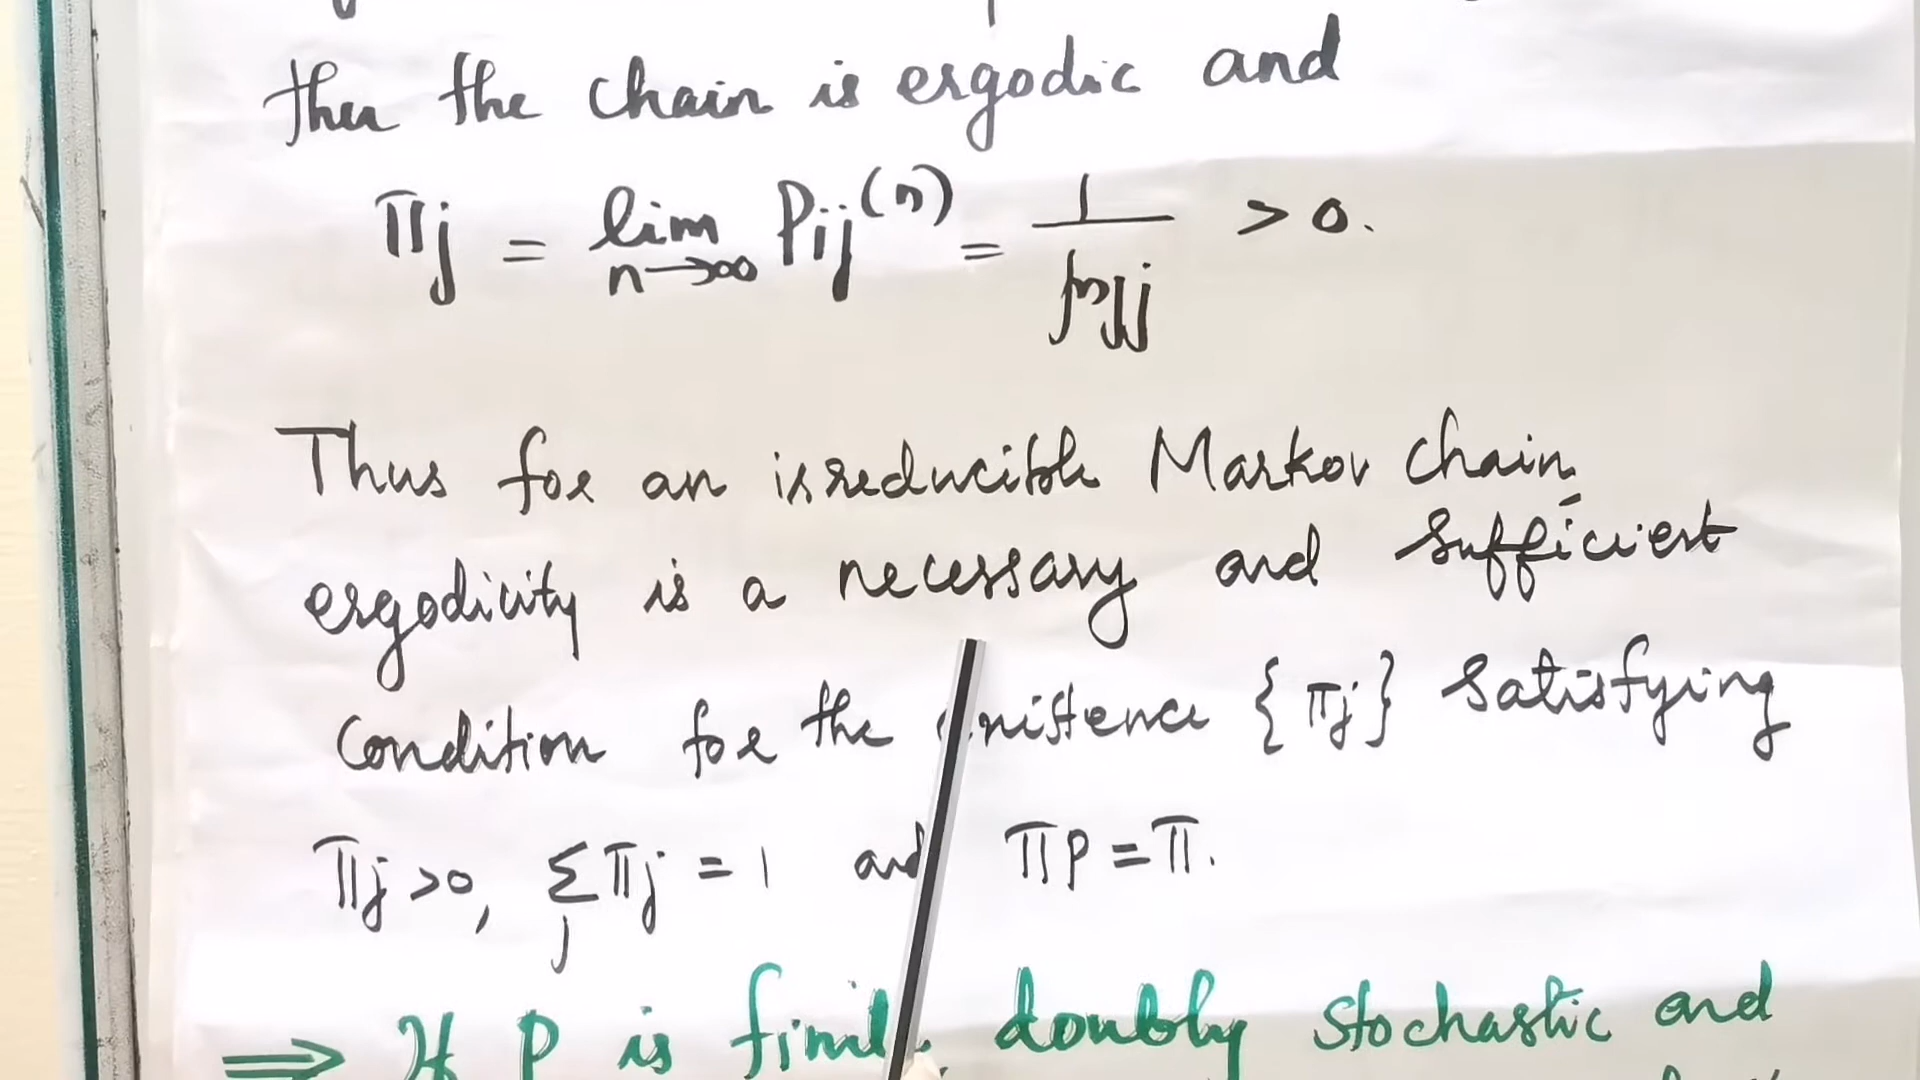 then the chain is ergodic and
πj = lim n→∞ Pij(n) = 1/μjj > 0.
Thus for an irreducible Markov chain,
ergodicity is a necessary and sufficient
condition for the existence {πj} satisfying
πj >0, Σj πj = 1 and πP = π.
⇒ If P is finite, doubly stochastic and